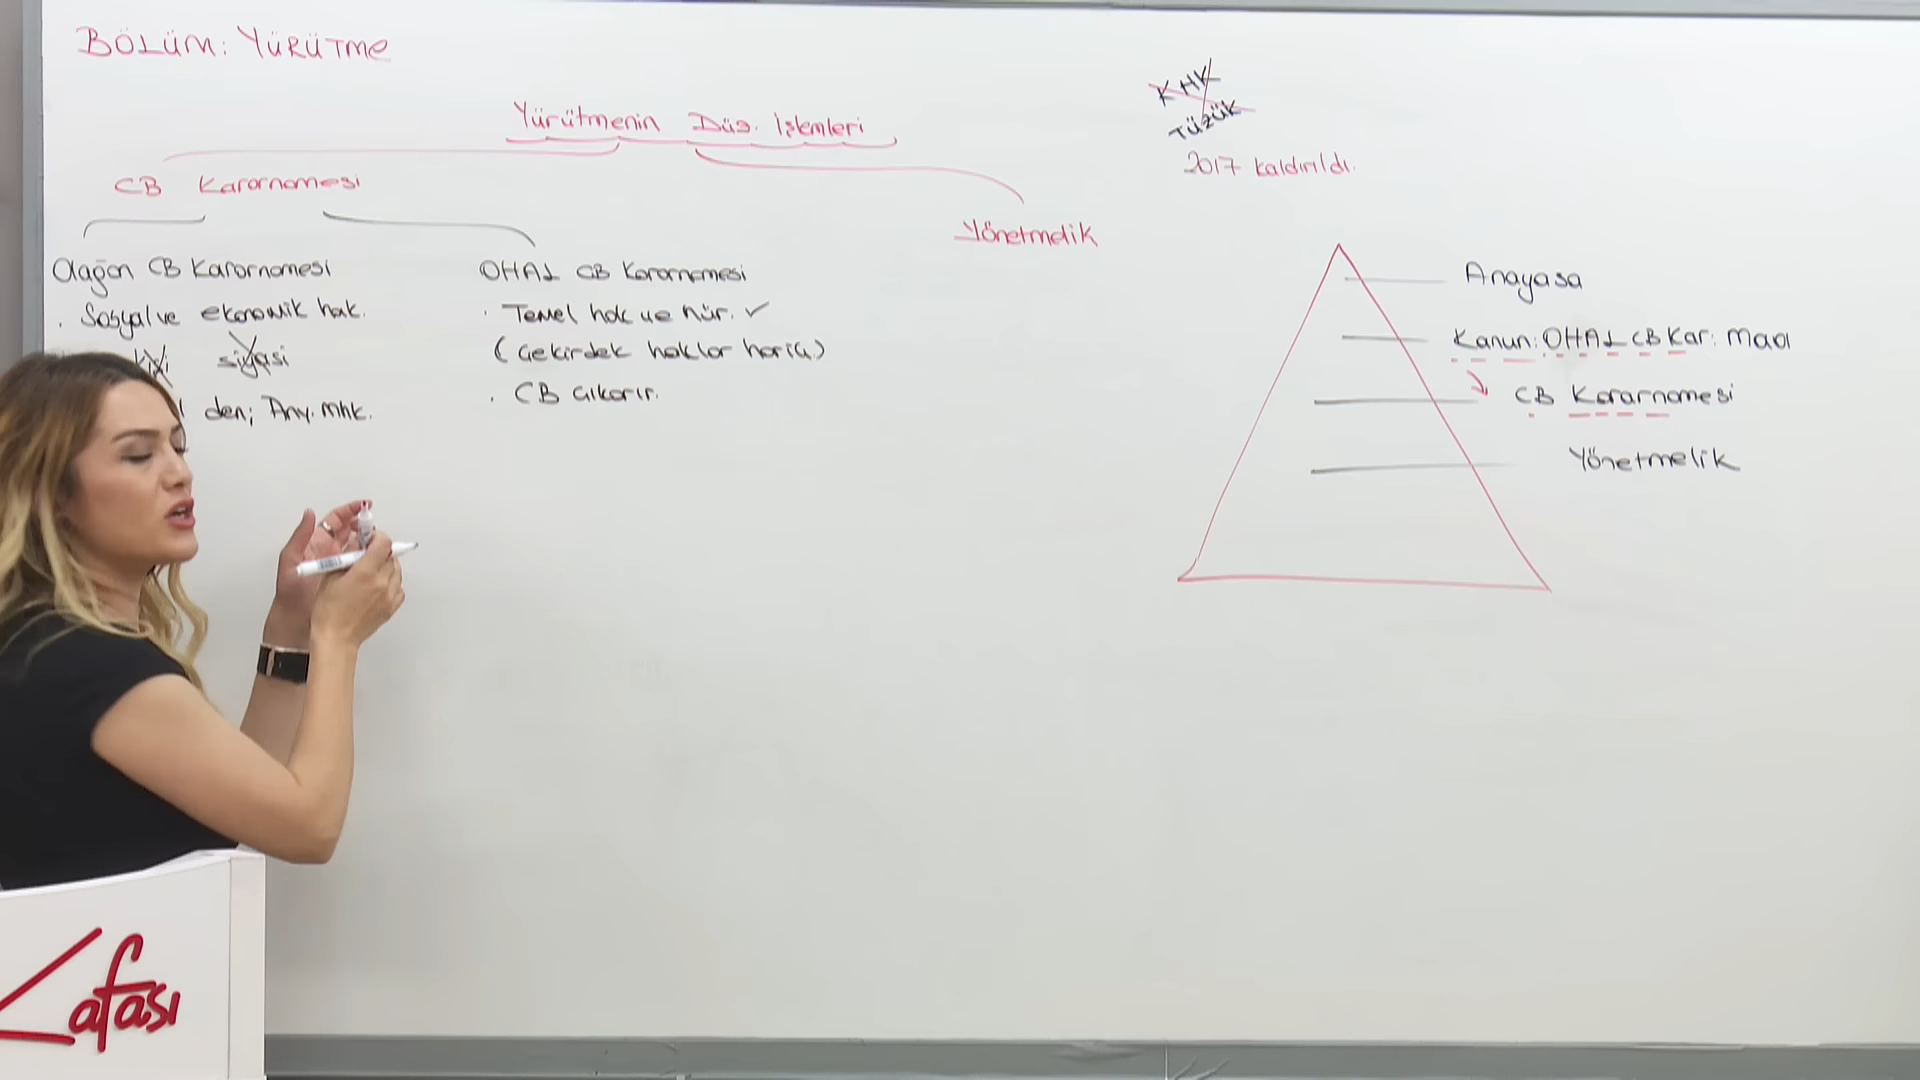 BÖLÜM: YÜRÜTME
Yürütmenin Düz. İşlemleri
CB Kararnamesi
Yönetmelik
Olağan CB Kararnamesi
. Sosyal ve ekonomik hak.
siyasi
den; Any. Mhk.
OHAL CB Kararnamesi
. Temel hak ve hür. ✓
(Çekirdek haklar hariç)
. CB çıkarır.
KHK
TÜZÜK
2017 kaldırıldı.
Anayasa
Kanun: OHAL CB Kar. Madı
CB Kararnamesi
Yönetmelik
afası